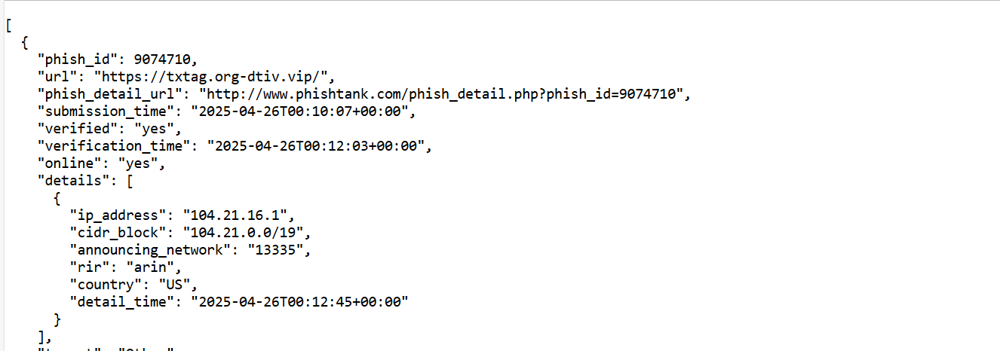 [
{
"phish_id": 9074710,
"url": "https://txtag.org-dtiv.vip/",
"phish_detail_url": "http://www.phishtank.com/phish_detail.php?phish_id=9074710",
"submission_time": "2025-04-26T00:10:07+00:00",
"verified": "yes",
"verification_time": "2025-04-26T00:12:03+00:00",
"online": "yes",
"details": [
{
"ip_address": "104.21.16.1",
"cidr_block": "104.21.0.0/19",
"announcing_network": "13335",
"rir": "arin",
"country": "US",
"detail_time": "2025-04-26T00:12:45+00:00"
}
],